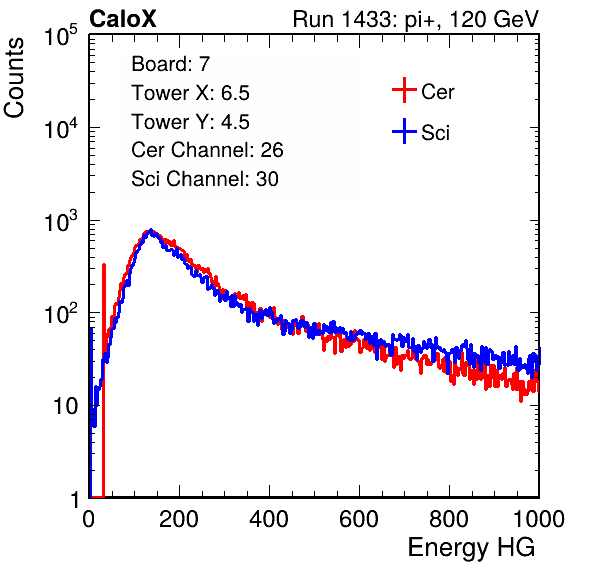 CaloX Run 1433: pi+, 120 GeV
Counts
Board: 7
Tower X: 6.5
Tower Y: 4.5
Cer Channel: 26
Sci Channel: 30
Cer
Sci
10^5
10^4
10^3
10^2
10
1
0 200 400 600 800 1000
Energy HG